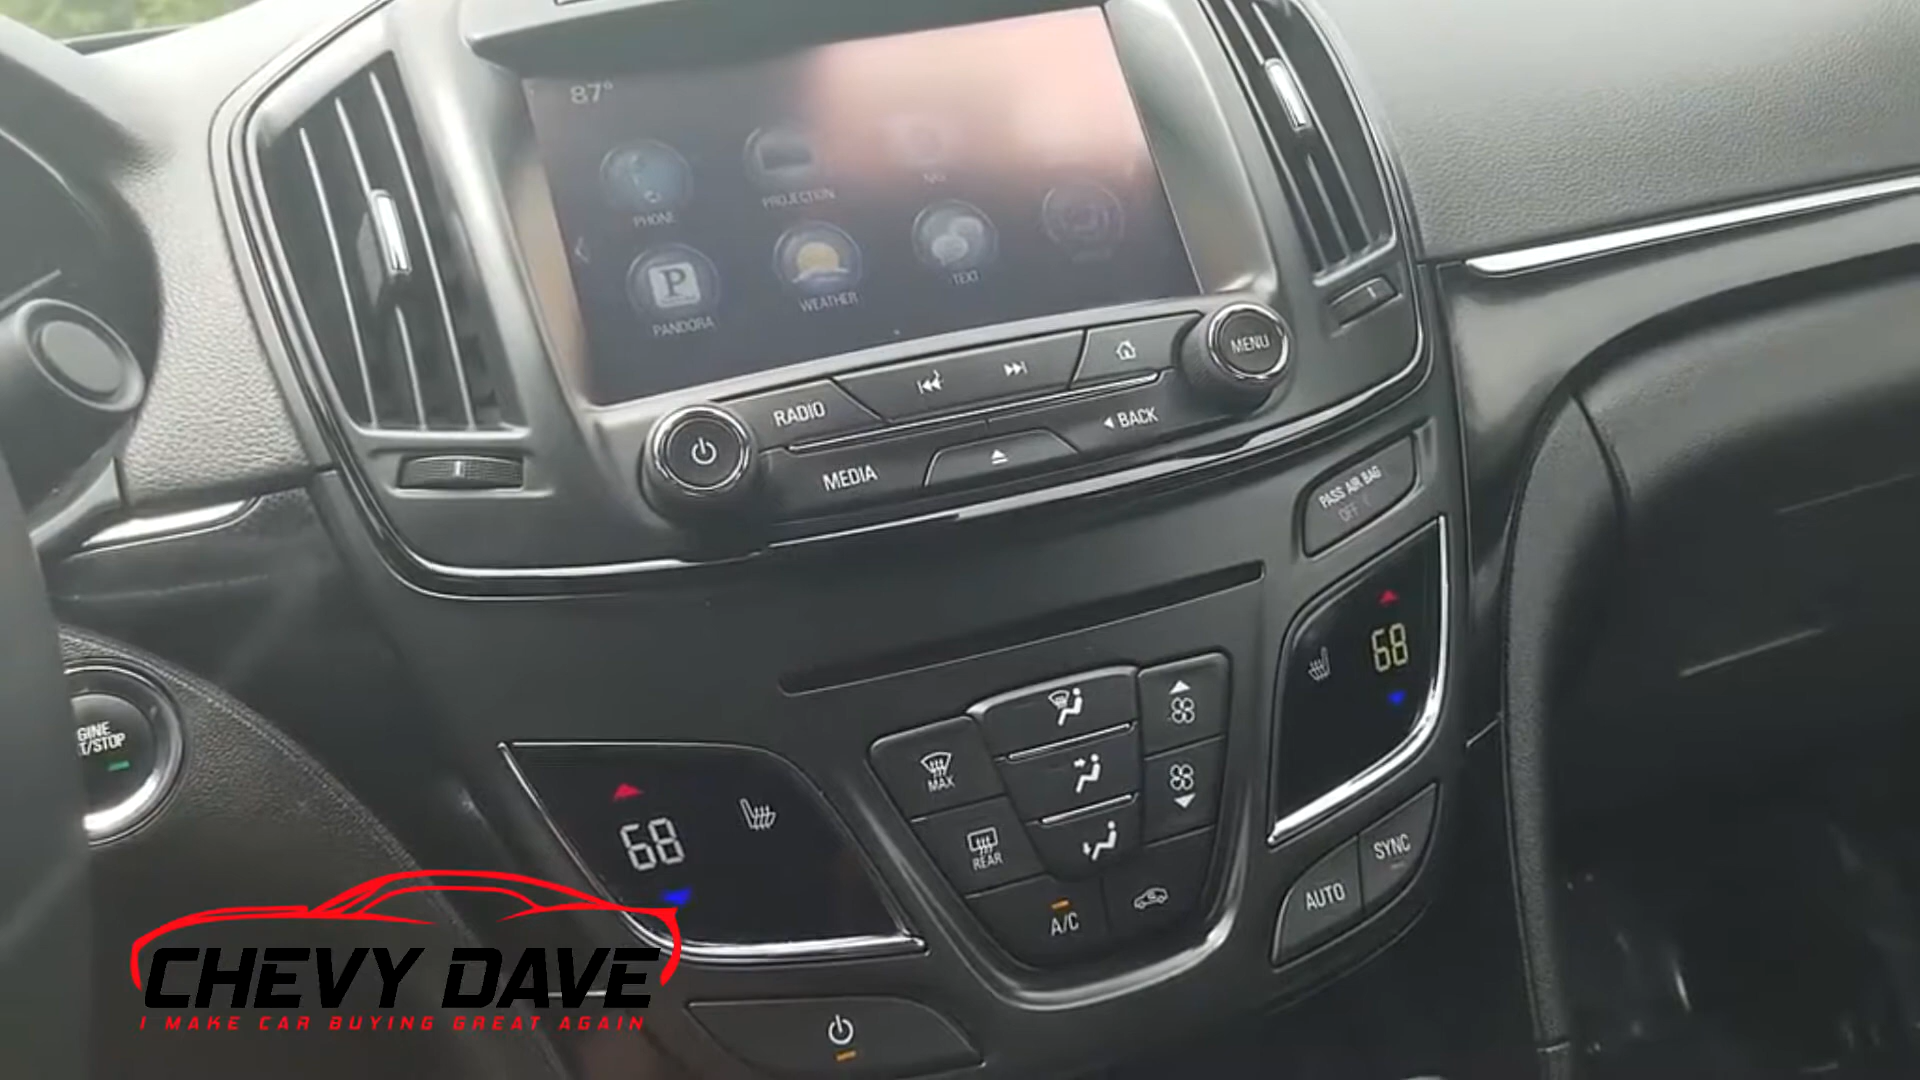 87°
PHONE
PROJECTION
NAV
PANDORA
WEATHER
TEXT
RADIO
MENU
MEDIA
BACK
PASS AIR BAG
OFF
68
GINE
T/STOP
MAX
68
REAR
SYNC
AUTO
A/C
CHEVY DAVE
I MAKE CAR BUYING GREAT AGAIN